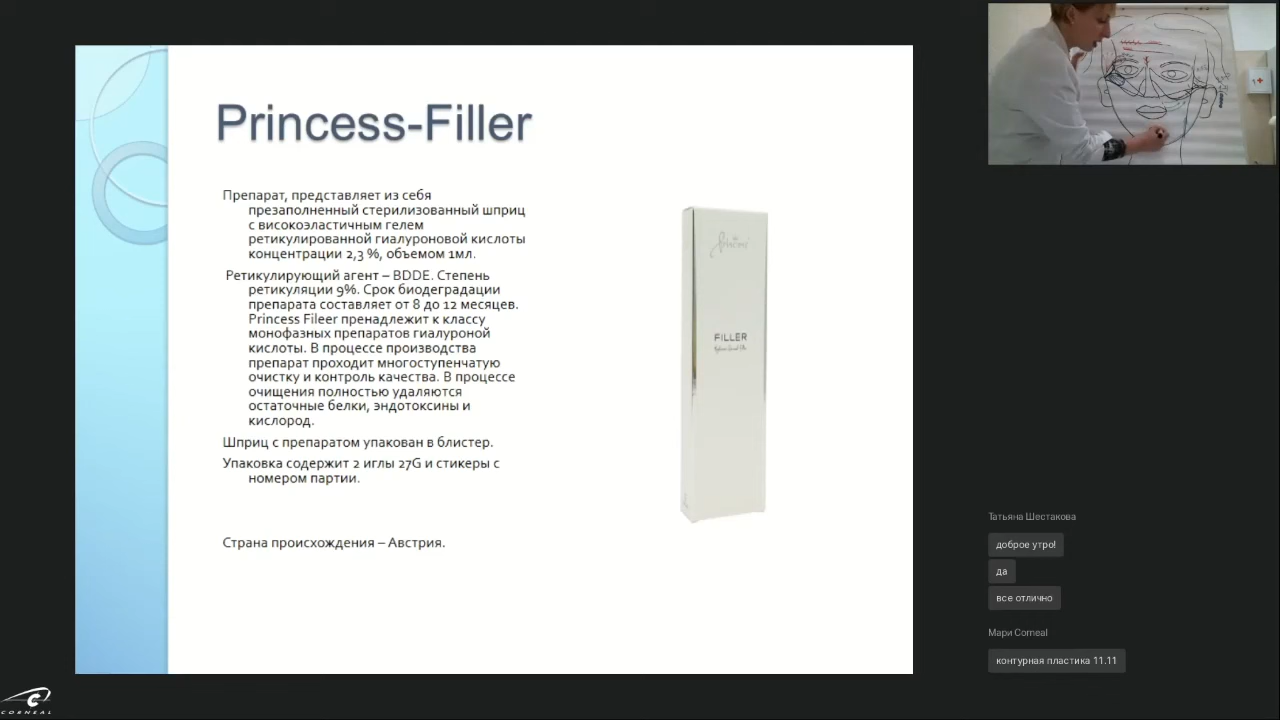 Princess-Filler
Препарат, представляет из себя
презаполненный стерилизованный шприц
с високоэластичным гелем
ретикулированной гиалуроновой кислоты
концентрации 2,3 %, объемом 1мл.
Ретикулирующий агент – BDDE. Степень
ретикуляции 9%. Срок биодеградации
препарата составляет от 8 до 12 месяцев.
Princess Fileer пренадлежит к классу
монофазных препаратов гиалуроной
кислоты. В процессе производства
препарат проходит многоступенчатую
очистку и контроль качества. В процессе
очищения полностью удаляются
остаточные белки, эндотоксины и
кислород.
Шприц с препаратом упакован в блистер.
Упаковка содержит 2 иглы 27G и стикеры с
номером партии.
Страна происхождения – Австрия.
FILLER
Татьяна Шестакова
доброе утро!
да
все отлично
Мари Corneal
контурная пластика 11.11
CORNEAL